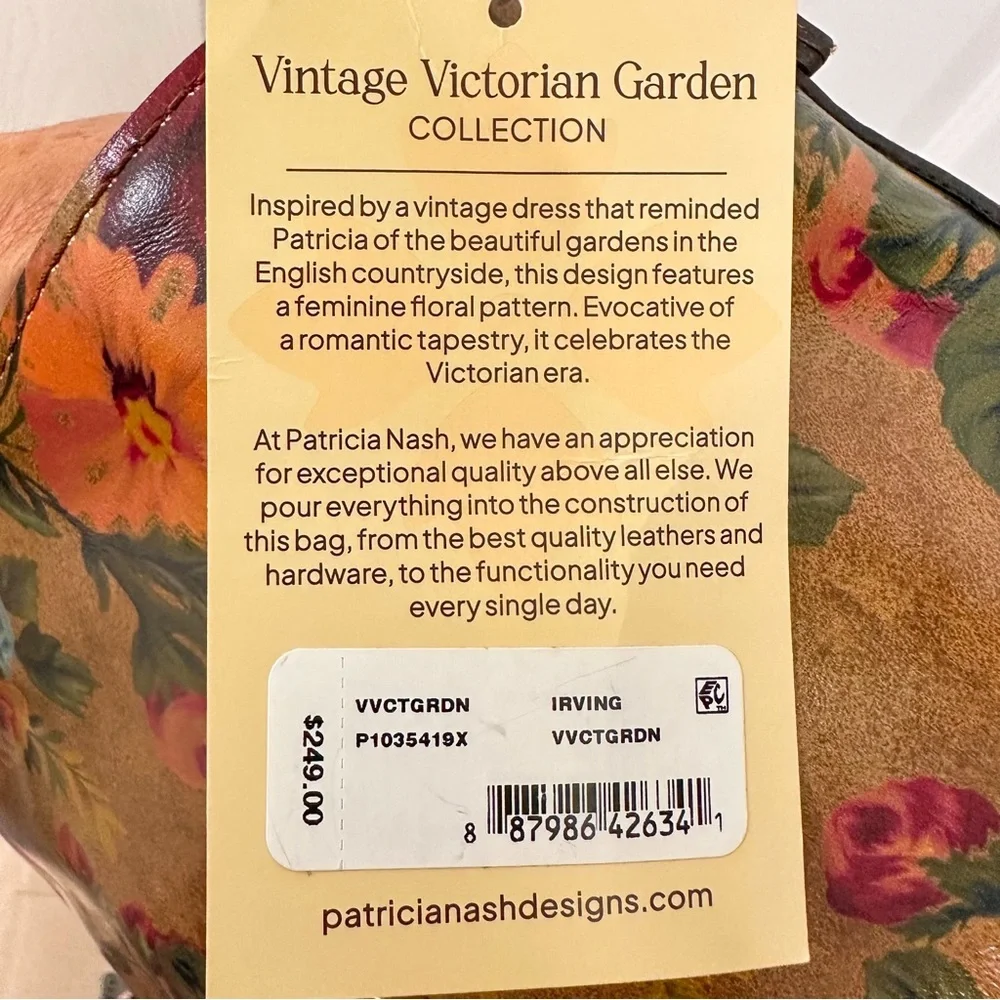 Vintage Victorian Garden
COLLECTION
Inspired by a vintage dress that reminded
Patricia of the beautiful gardens in the
English countryside, this design features
a feminine floral pattern. Evocative of
a romantic tapestry, it celebrates the
Victorian era.
At Patricia Nash, we have an appreciation
for exceptional quality above all else. We
pour everything into the construction of
this bag, from the best quality leathers and
hardware, to the functionality you need
every single day.
$249.00
VVCTGRDN IRVING EPC TM
P1035419X VVCTGRDN
8 87986 42634 1
patricianashdesigns.com